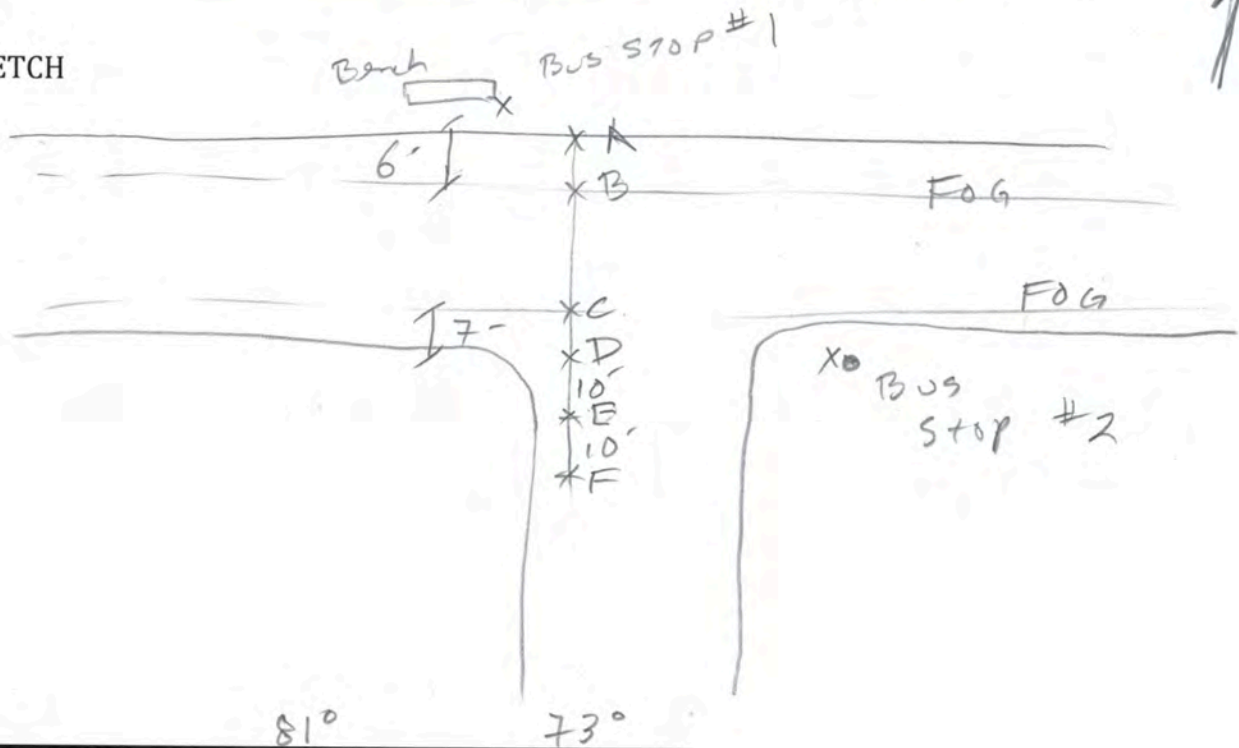 ETCH
Bench
Bus STOP #1
A
6'
B
FOG
FOG
C
7-
D
10'
E
10'
F
Bus
Stop #2
81°
73°